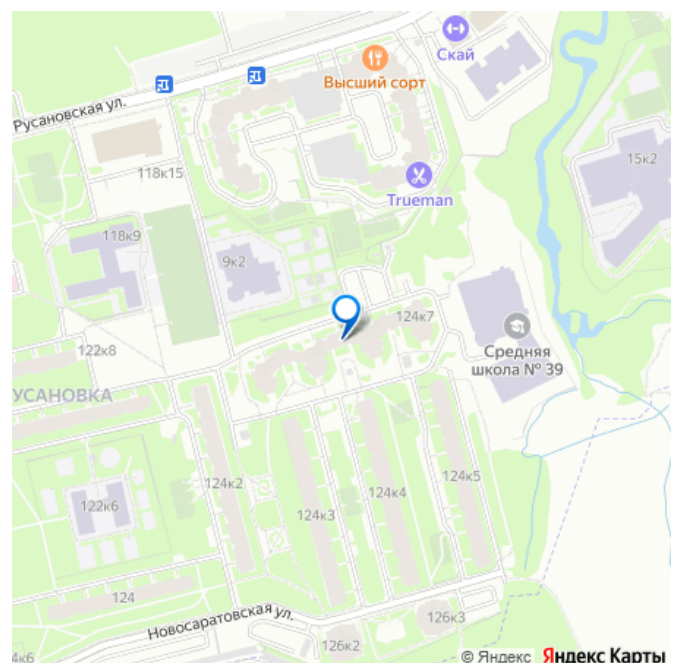 Скай
Высший сорт
Русановская ул.
15к2
118к15
Trueman
118к9
9к2
124к7
122к8
Средняя
школа № 39
УСАНОВКА
124к2
124к5
124к4
122к6
124к3
124
Новосаратовская ул.
126к3
126к2
4к6
© Яндекс Яндекс Карты